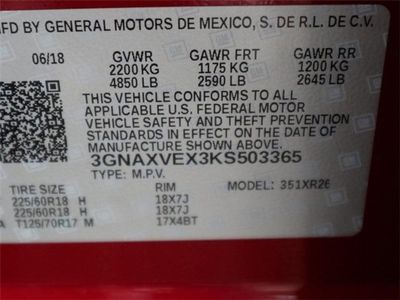 MFD BY GENERAL MOTORS DE MEXICO, S. DE R.L. DE C.V.
06/18 GVWR GAWR FRT GAWR RR
2200 KG 1175 KG 1200 KG
4850 LB 2590 LB 2645 LB
THIS VEHICLE CONFORMS TO ALL
APPLICABLE U.S. FEDERAL MOTOR
VEHICLE SAFETY AND THEFT PREVENTION
STANDARDS IN EFFECT ON THE DATE OF
MANUFACTURE SHOWN ABOVE.
3GNAXVEX3KS503365
TYPE: M.P.V. MODEL: 351XR26
TIRE SIZE RIM
225/60R18 H 18X7J
225/60R18 H 18X7J
T125/70R17 M 17X4BT